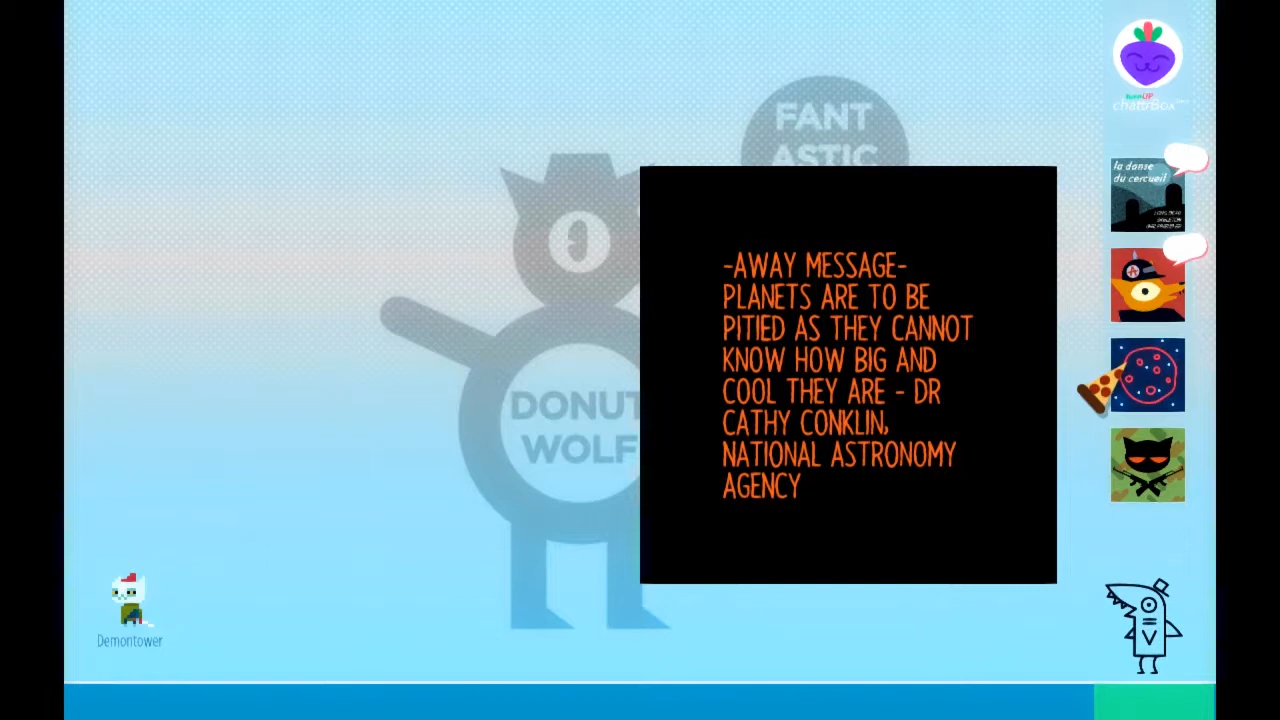 FANT
ASTIC
DONUT
WOLF
-AWAY MESSAGE-
PLANETS ARE TO BE
PITIED AS THEY CANNOT
KNOW HOW BIG AND
COOL THEY ARE - DR
CATHY CONKLIN,
NATIONAL ASTRONOMY
AGENCY
chattrBox
la danse
du cercueil
Demontower